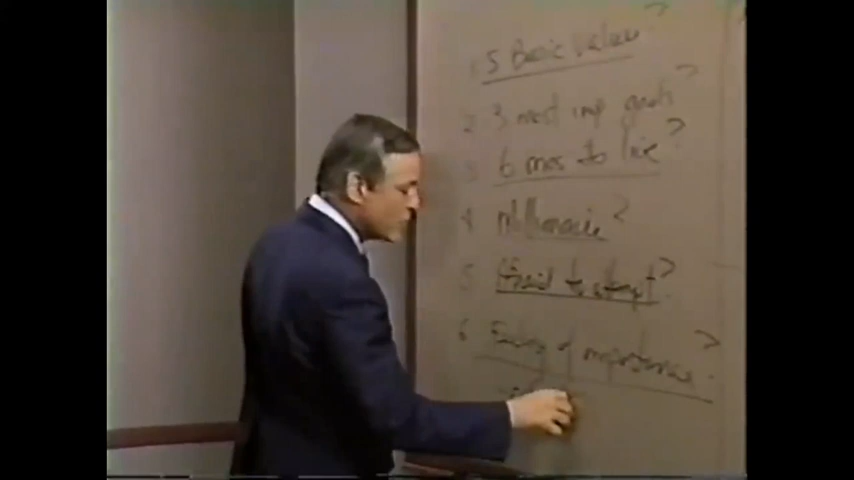 1. 5 Basic Values?
2 3 most imp goals?
3 6 mos to live?
4 Millionaire?
5 Afraid to attempt?
6 Feeling of importance?